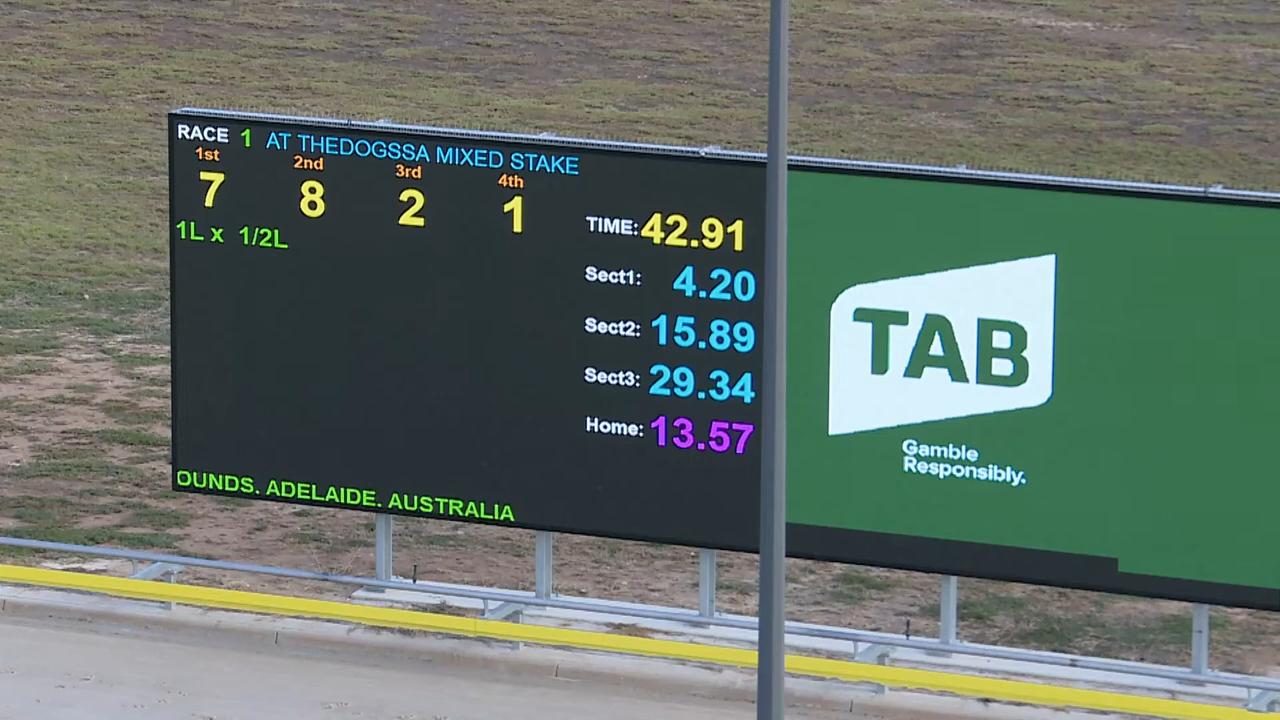 RACE 1 AT THEDOGSSA MIXED STAKE
1st 2nd 3rd 4th
7 8 2 1
1L x 1/2L
TIME: 42.91
Sect1: 4.20
Sect2: 15.89
Sect3: 29.34
Home: 13.57
OUNDS. ADELAIDE. AUSTRALIA
TAB
Gamble
Responsibly.